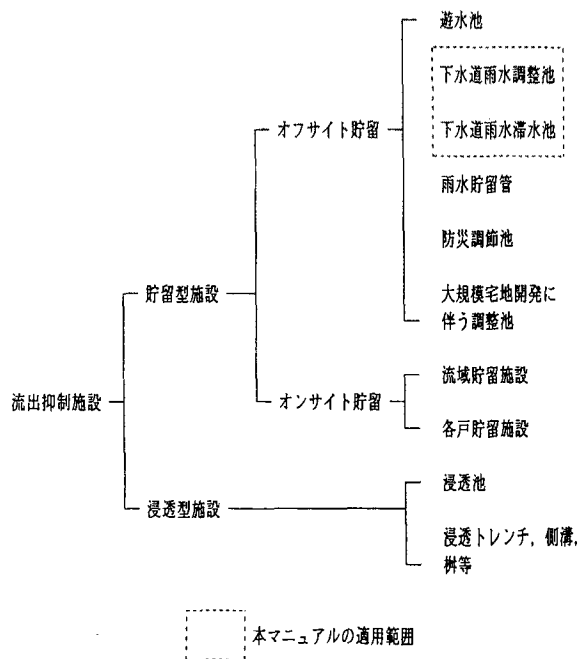 遊水池
下水道雨水調整池
下水道雨水滞水池
オフサイト貯留
雨水貯留管
防災調節池
貯留型施設
大規模宅地開発に
伴う調整池
流域貯留施設
流出抑制施設
オンサイト貯留
各戸貯留施設
浸透池
浸透型施設
浸透トレンチ，側溝，
桝等
本マニュアルの適用範囲